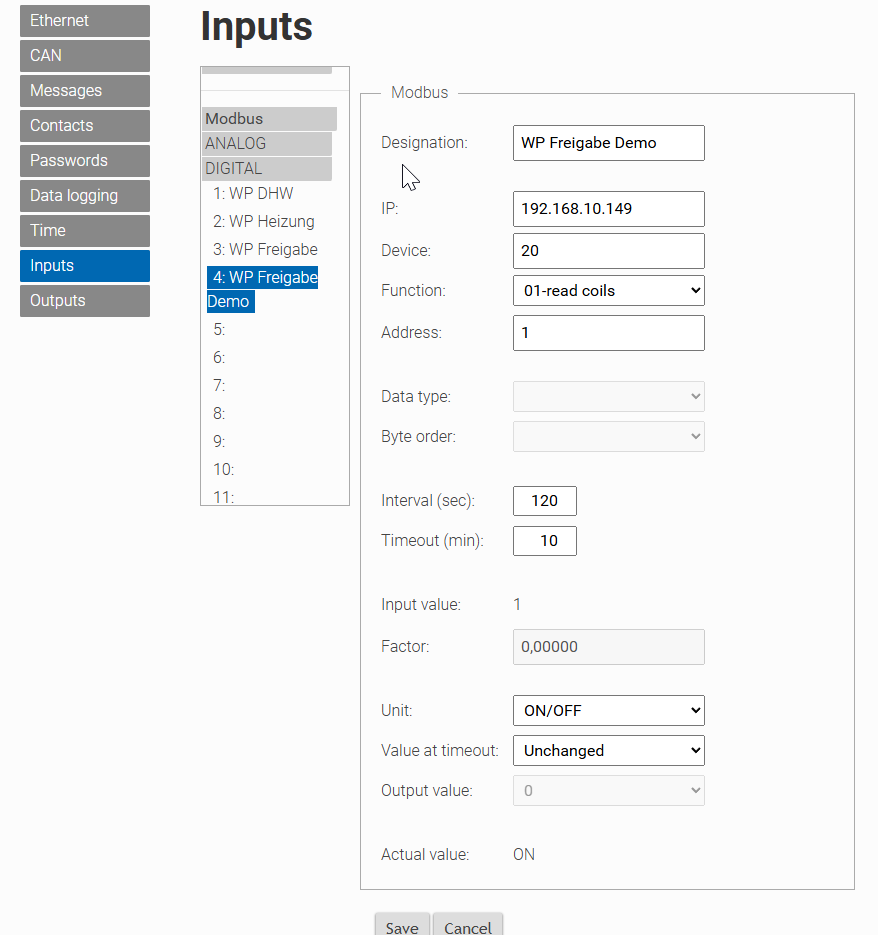 Ethernet
CAN
Messages
Contacts
Passwords
Data logging
Time
Inputs
Outputs
Inputs
Modbus
ANALOG
DIGITAL
1: WP DHW
2: WP Heizung
3: WP Freigabe
4: WP Freigabe
Demo
5:
6:
7:
8:
9:
10:
11:
Modbus
Designation: WP Freigabe Demo
IP: 192.168.10.149
Device: 20
Function: 01-read coils
Address: 1
Data type:
Byte order:
Interval (sec): 120
Timeout (min): 10
Input value: 1
Factor: 0,00000
Unit: ON/OFF
Value at timeout: Unchanged
Output value: 0
Actual value: ON
Save Cancel